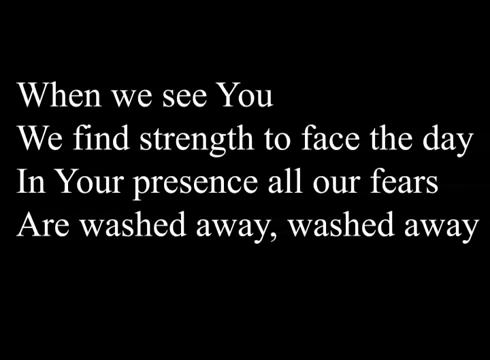 When we see You
We find strength to face the day
In Your presence all our fears
Are washed away, washed away